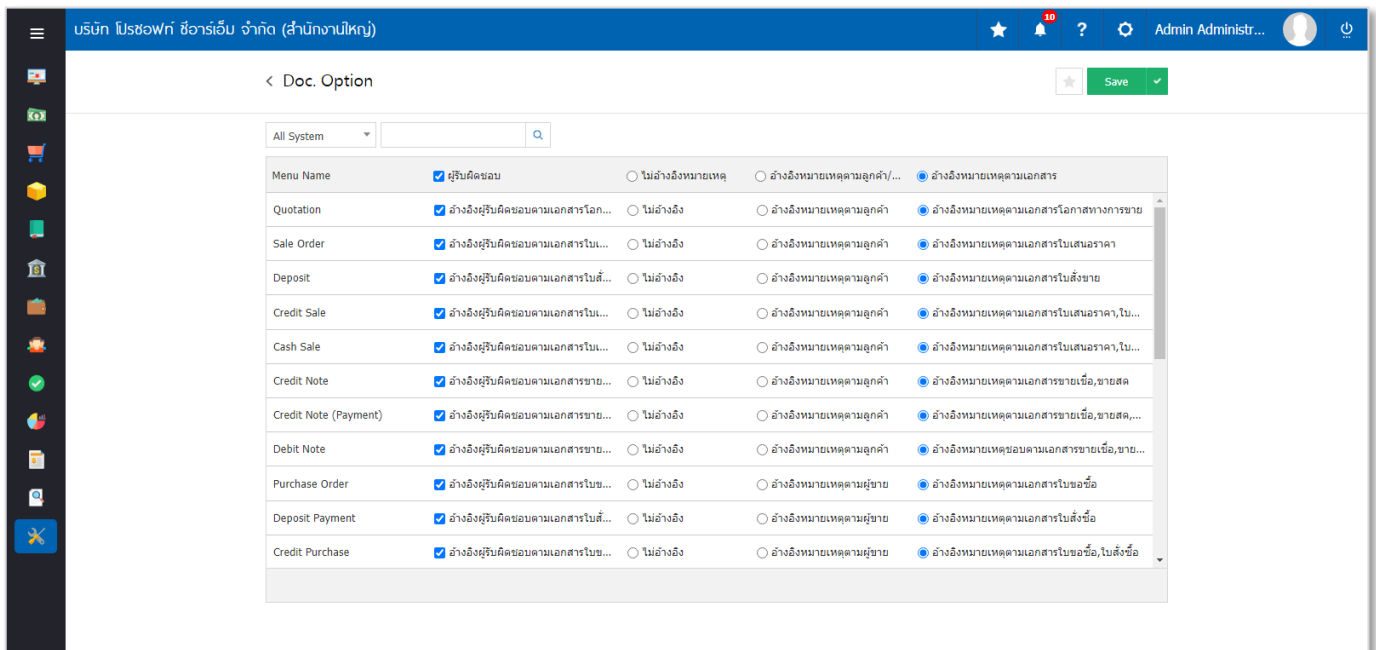 บริษัท โปรซอฟท์ ซีอาร์เอ็ม จำกัด (สำนักงานใหญ่) 10 ? Admin Administr...
< Doc. Option Save
All System
Menu Name ผู้รับผิดชอบ ไม่อ้างอิงหมายเหตุ อ้างอิงหมายเหตุตามลูกค้า/... อ้างอิงหมายเหตุตามเอกสาร
Quotation อ้างอิงผู้รับผิดชอบตามเอกสารโอก... ไม่อ้างอิง อ้างอิงหมายเหตุตามลูกค้า อ้างอิงหมายเหตุตามเอกสารโอกาสทางการขาย
Sale Order อ้างอิงผู้รับผิดชอบตามเอกสารใบเ... ไม่อ้างอิง อ้างอิงหมายเหตุตามลูกค้า อ้างอิงหมายเหตุตามเอกสารใบเสนอราคา
Deposit อ้างอิงผู้รับผิดชอบตามเอกสารใบสั่... ไม่อ้างอิง อ้างอิงหมายเหตุตามลูกค้า อ้างอิงหมายเหตุตามเอกสารใบสั่งขาย
Credit Sale อ้างอิงผู้รับผิดชอบตามเอกสารใบเ... ไม่อ้างอิง อ้างอิงหมายเหตุตามลูกค้า อ้างอิงหมายเหตุตามเอกสารใบเสนอราคา,ใบ...
Cash Sale อ้างอิงผู้รับผิดชอบตามเอกสารใบเ... ไม่อ้างอิง อ้างอิงหมายเหตุตามลูกค้า อ้างอิงหมายเหตุตามเอกสารใบเสนอราคา,ใบ...
Credit Note อ้างอิงผู้รับผิดชอบตามเอกสารขาย... ไม่อ้างอิง อ้างอิงหมายเหตุตามลูกค้า อ้างอิงหมายเหตุตามเอกสารขายเชื่อ,ขายสด
Credit Note (Payment) อ้างอิงผู้รับผิดชอบตามเอกสารขาย... ไม่อ้างอิง อ้างอิงหมายเหตุตามลูกค้า อ้างอิงหมายเหตุตามเอกสารขายเชื่อ,ขายสด,...
Debit Note อ้างอิงผู้รับผิดชอบตามเอกสารขาย... ไม่อ้างอิง อ้างอิงหมายเหตุตามลูกค้า อ้างอิงหมายเหตุชอบตามเอกสารขายเชื่อ,ขาย...
Purchase Order อ้างอิงผู้รับผิดชอบตามเอกสารใบข... ไม่อ้างอิง อ้างอิงหมายเหตุตามผู้ขาย อ้างอิงหมายเหตุตามเอกสารใบขอซื้อ
Deposit Payment อ้างอิงผู้รับผิดชอบตามเอกสารใบสั่... ไม่อ้างอิง อ้างอิงหมายเหตุตามผู้ขาย อ้างอิงหมายเหตุตามเอกสารใบสั่งซื้อ
Credit Purchase อ้างอิงผู้รับผิดชอบตามเอกสารใบข... ไม่อ้างอิง อ้างอิงหมายเหตุตามผู้ขาย อ้างอิงหมายเหตุตามเอกสารใบขอซื้อ,ใบสั่งซื้อ